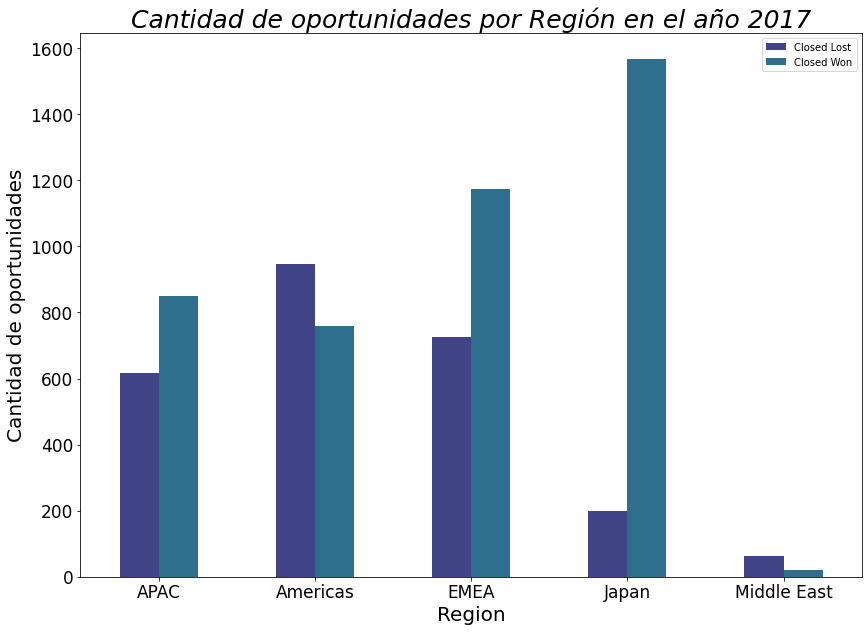 Cantidad de oportunidades por Región en el año 2017
Closed Lost
Closed Won
Cantidad de oportunidades
1600
1400
1200
1000
800
600
400
200
0
APAC
Americas
EMEA
Japan
Middle East
Region